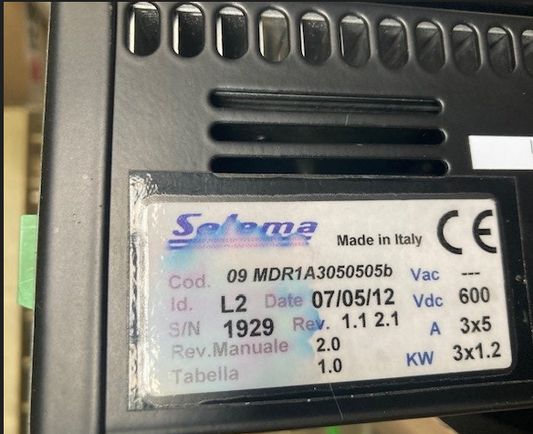 Selema Made in Italy CE
Cod. 09 MDR1A3050505b Vac ---
Id. L2 Date 07/05/12 Vdc 600
S/N 1929 Rev. 1.1 2.1 A 3x5
Rev.Manuale 2.0 KW 3x1.2
Tabella 1.0